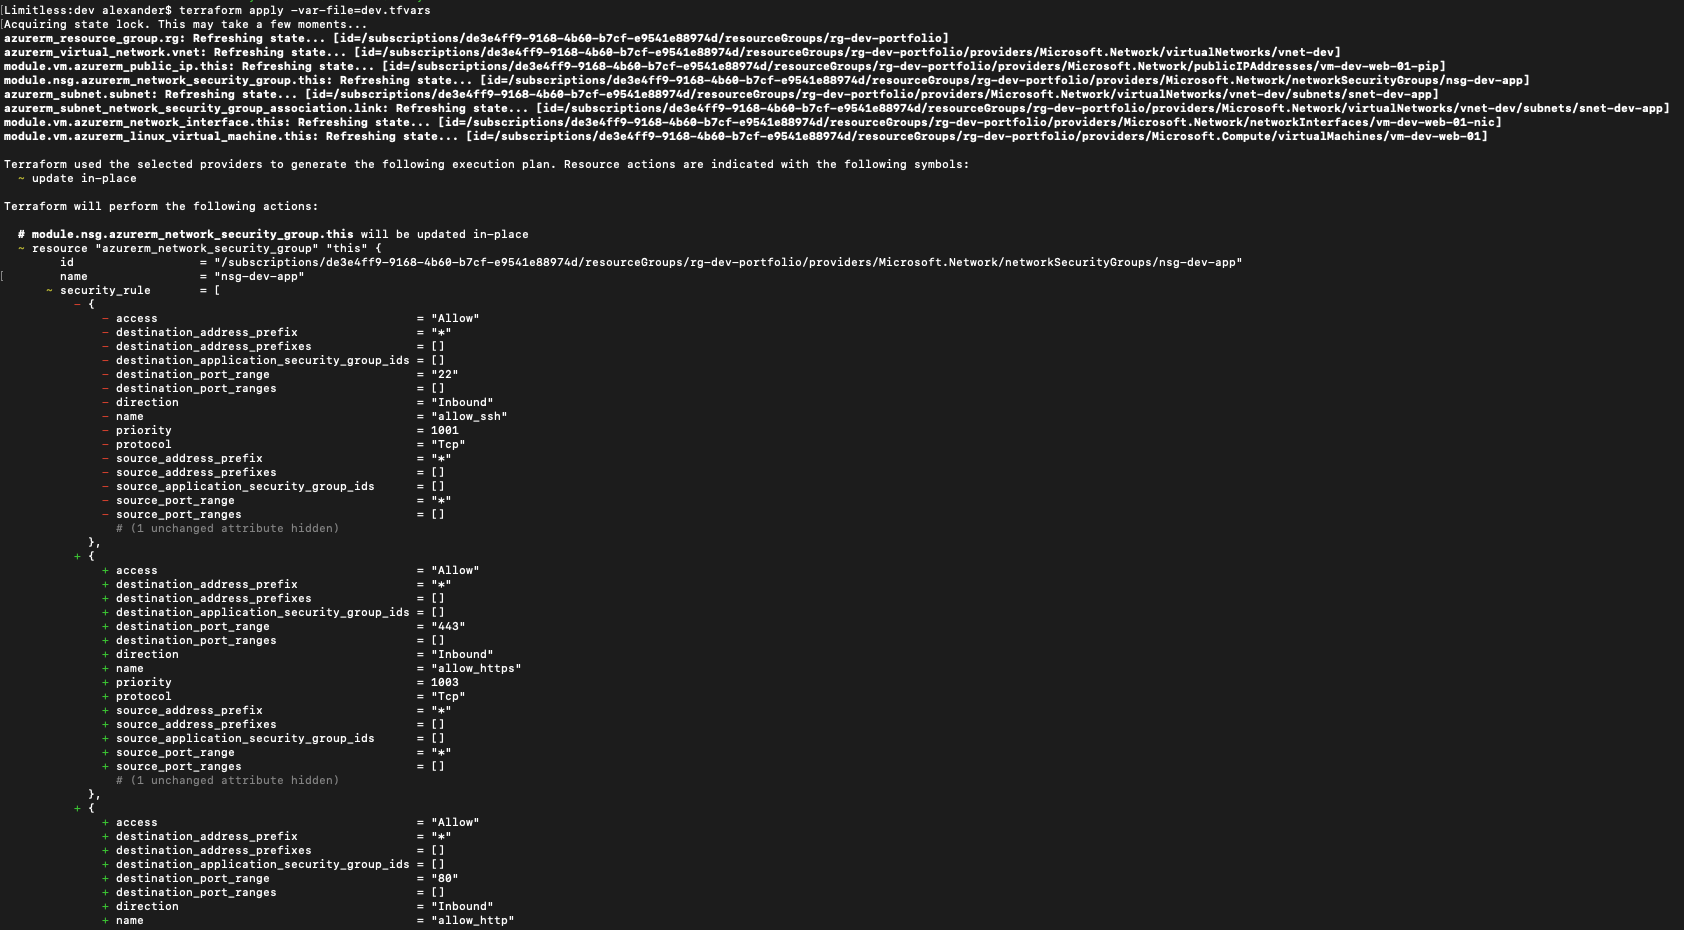 Limitless:dev alexander$ terraform apply -var-file=dev.tfvars
Acquiring state lock. This may take a few moments...
azurerm_resource_group.rg: Refreshing state... [id=/subscriptions/de3e4ff9-9168-4b60-b7cf-e9541e88974d/resourceGroups/rg-dev-portfolio]
azurerm_virtual_network.vnet: Refreshing state... [id=/subscriptions/de3e4ff9-9168-4b60-b7cf-e9541e88974d/resourceGroups/rg-dev-portfolio/providers/Microsoft.Network/virtualNetworks/vnet-dev]
module.vm.azurerm_public_ip.this: Refreshing state... [id=/subscriptions/de3e4ff9-9168-4b60-b7cf-e9541e88974d/resourceGroups/rg-dev-portfolio/providers/Microsoft.Network/publicIPAddresses/vm-dev-web-01-pip]
module.nsg.azurerm_network_security_group.this: Refreshing state... [id=/subscriptions/de3e4ff9-9168-4b60-b7cf-e9541e88974d/resourceGroups/rg-dev-portfolio/providers/Microsoft.Network/networkSecurityGroups/nsg-dev-app]
azurerm_subnet.subnet: Refreshing state... [id=/subscriptions/de3e4ff9-9168-4b60-b7cf-e9541e88974d/resourceGroups/rg-dev-portfolio/providers/Microsoft.Network/virtualNetworks/vnet-dev/subnets/snet-dev-app]
azurerm_subnet_network_security_group_association.link: Refreshing state... [id=/subscriptions/de3e4ff9-9168-4b60-b7cf-e9541e88974d/resourceGroups/rg-dev-portfolio/providers/Microsoft.Network/virtualNetworks/vnet-dev/subnets/snet-dev-app]
module.vm.azurerm_network_interface.this: Refreshing state... [id=/subscriptions/de3e4ff9-9168-4b60-b7cf-e9541e88974d/resourceGroups/rg-dev-portfolio/providers/Microsoft.Network/networkInterfaces/vm-dev-web-01-nic]
module.vm.azurerm_linux_virtual_machine.this: Refreshing state... [id=/subscriptions/de3e4ff9-9168-4b60-b7cf-e9541e88974d/resourceGroups/rg-dev-portfolio/providers/Microsoft.Compute/virtualMachines/vm-dev-web-01]
Terraform used the selected providers to generate the following execution plan. Resource actions are indicated with the following symbols:
~ update in-place
Terraform will perform the following actions:
# module.nsg.azurerm_network_security_group.this will be updated in-place
~ resource "azurerm_network_security_group" "this" {
id = "/subscriptions/de3e4ff9-9168-4b60-b7cf-e9541e88974d/resourceGroups/rg-dev-portfolio/providers/Microsoft.Network/networkSecurityGroups/nsg-dev-app"
name = "nsg-dev-app"
~ security_rule = [
- {
- access = "Allow"
- destination_address_prefix = "*"
- destination_address_prefixes = []
- destination_application_security_group_ids = []
- destination_port_range = "22"
- destination_port_ranges = []
- direction = "Inbound"
- name = "allow_ssh"
- priority = 1001
- protocol = "Tcp"
- source_address_prefix = "*"
- source_address_prefixes = []
- source_application_security_group_ids = []
- source_port_range = "*"
- source_port_ranges = []
# (1 unchanged attribute hidden)
},
+ {
+ access = "Allow"
+ destination_address_prefix = "*"
+ destination_address_prefixes = []
+ destination_application_security_group_ids = []
+ destination_port_range = "443"
+ destination_port_ranges = []
+ direction = "Inbound"
+ name = "allow_https"
+ priority = 1003
+ protocol = "Tcp"
+ source_address_prefix = "*"
+ source_address_prefixes = []
+ source_application_security_group_ids = []
+ source_port_range = "*"
+ source_port_ranges = []
# (1 unchanged attribute hidden)
},
+ {
+ access = "Allow"
+ destination_address_prefix = "*"
+ destination_address_prefixes = []
+ destination_application_security_group_ids = []
+ destination_port_range = "80"
+ destination_port_ranges = []
+ direction = "Inbound"
+ name = "allow_http"